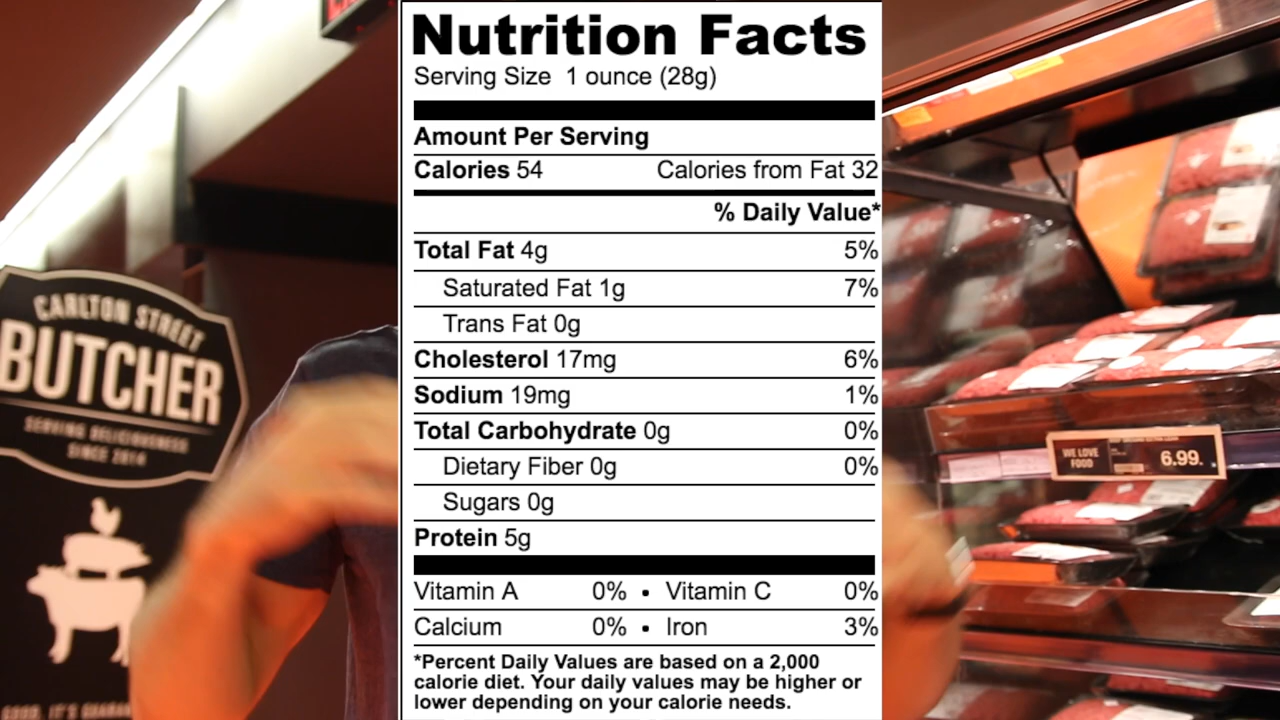 CARLTON STREET
BUTCHER
SERVING DELICIOUSNESS
SINCE 2014
GOOD, IT'S
Nutrition Facts
Serving Size 1 ounce (28g)
Amount Per Serving
Calories 54 Calories from Fat 32
% Daily Value*
Total Fat 4g 5%
Saturated Fat 1g 7%
Trans Fat 0g
Cholesterol 17mg 6%
Sodium 19mg 1%
Total Carbohydrate 0g 0%
Dietary Fiber 0g 0%
Sugars 0g
Protein 5g
Vitamin A 0% • Vitamin C 0%
Calcium 0% • Iron 3%
*Percent Daily Values are based on a 2,000
calorie diet. Your daily values may be higher or
lower depending on your calorie needs.
WE LOVE
FOOD
6.99.